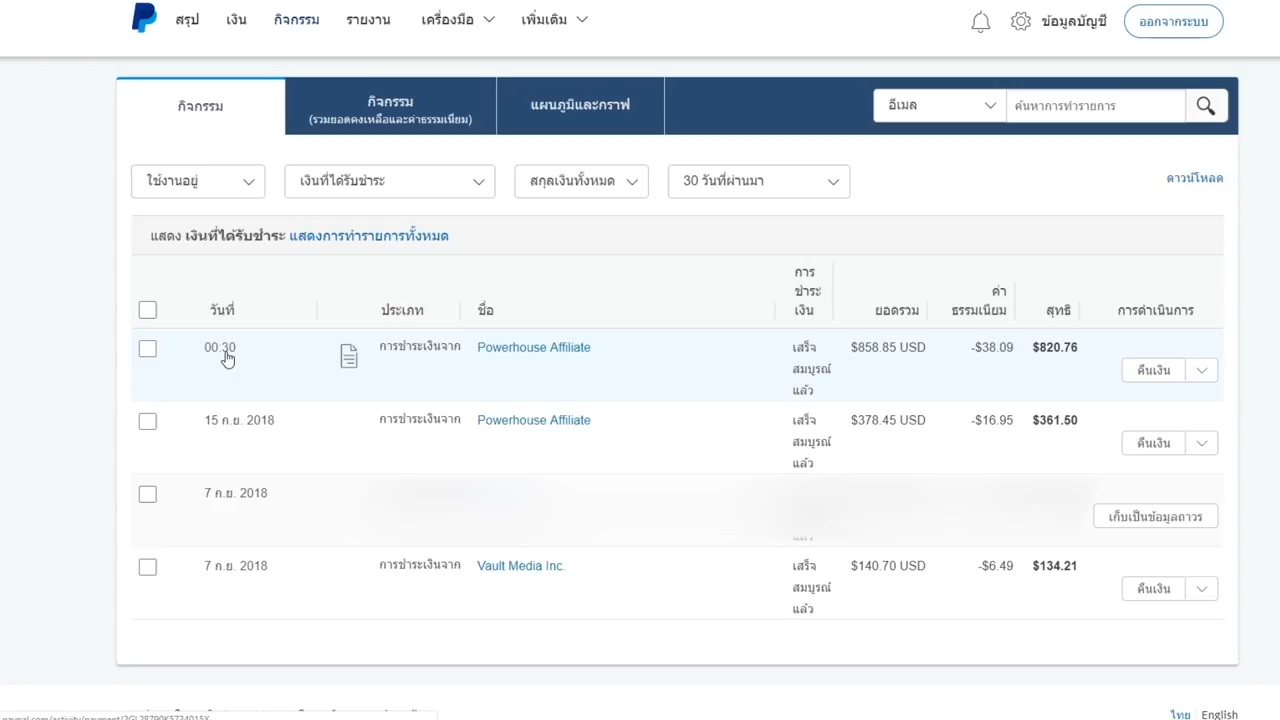 สรุป เงิน กิจกรรม รายงาน เครื่องมือ เพิ่มเติม ข้อมูลบัญชี ออกจากระบบ
กิจกรรม
กิจกรรม
(รวมยอดคงเหลือและค่าธรรมเนียม)
แผนภูมิและกราฟ
อีเมล ค้นหาการทำรายการ
ใช้งานอยู่ เงินที่ได้รับชำระ สกุลเงินทั้งหมด 30 วันที่ผ่านมา ดาวน์โหลด
แสดง เงินที่ได้รับชำระ แสดงการทำรายการทั้งหมด
วันที่ ประเภท ชื่อ
การ
ชำระ
เงิน
ยอดรวม
ค่า
ธรรมเนียม
สุทธิ การดำเนินการ
00:30 การชำระเงินจาก Powerhouse Affiliate
เสร็จ
สมบูรณ์
แล้ว
$858.85 USD -$38.09 $820.76
คืนเงิน
15 ก.ย. 2018 การชำระเงินจาก Powerhouse Affiliate
เสร็จ
สมบูรณ์
แล้ว
$378.45 USD -$16.95 $361.50
คืนเงิน
7 ก.ย. 2018
เก็บเป็นข้อมูลถาวร
7 ก.ย. 2018 การชำระเงินจาก Vault Media Inc.
เสร็จ
สมบูรณ์
แล้ว
$140.70 USD -$6.49 $134.21
คืนเงิน
ไทย English